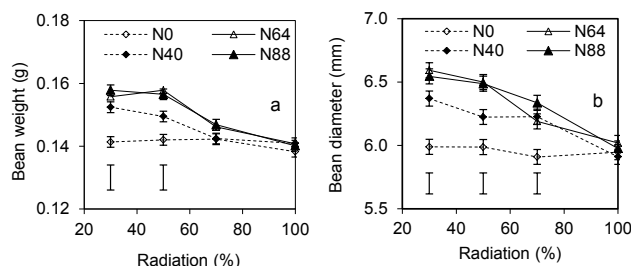 N0 N64
N40 N88
Bean weight (g)
0.18
0.16
0.14
0.12
a
20 40 60 80 100
Radiation (%)
N0 N64
N40 N88
Bean diameter (mm)
7.0
6.5
6.0
5.5
b
20 40 60 80 100
Radiation (%)